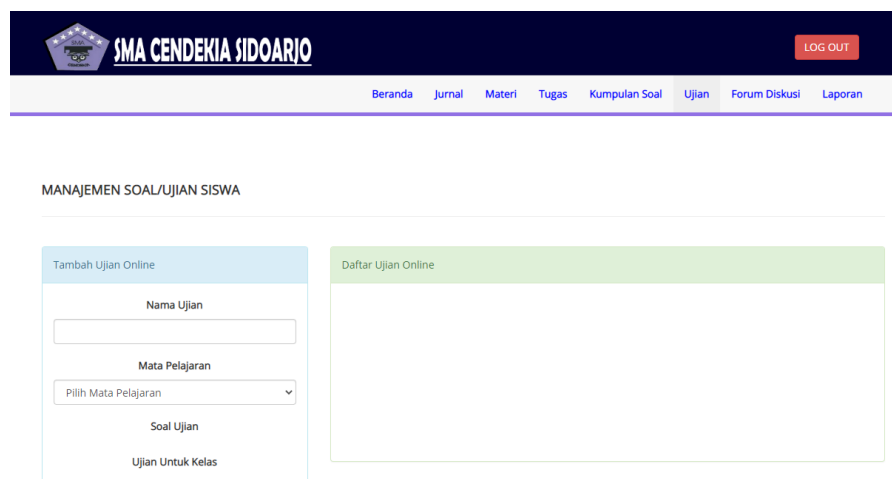 SMA
SMA CENDEKIA SIDOARJO
LOG OUT
Beranda Jurnal Materi Tugas Kumpulan Soal Ujian Forum Diskusi Laporan
MANAJEMEN SOAL/UJIAN SISWA
Tambah Ujian Online
Nama Ujian
Mata Pelajaran
Pilih Mata Pelajaran
Soal Ujian
Ujian Untuk Kelas
Daftar Ujian Online